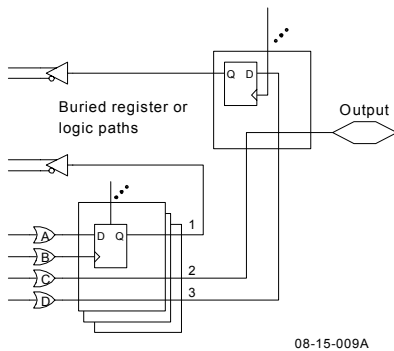 Q D
Buried register or
logic paths
Output
A
D Q
1
B
C
2
D
3
08-15-009A